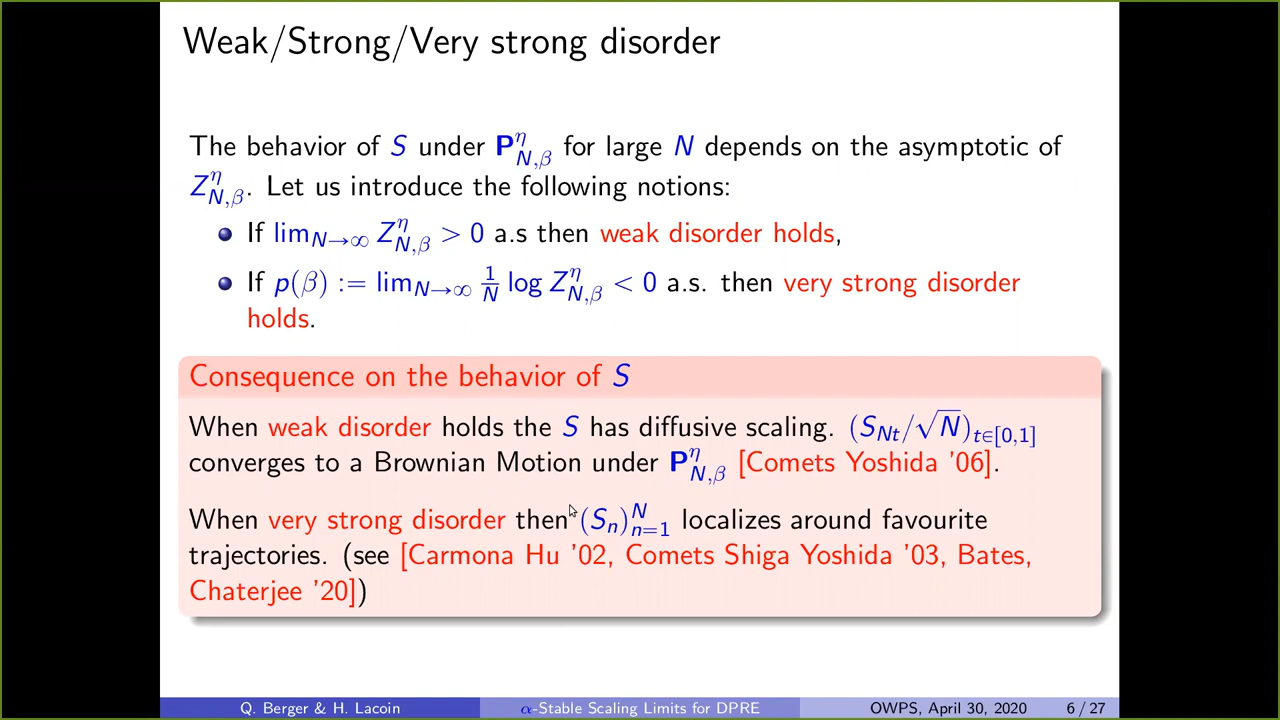 Weak/Strong/Very strong disorder
The behavior of S under P^η_{N,β} for large N depends on the asymptotic of
Z^η_{N,β}. Let us introduce the following notions:
If lim_{N→∞} Z^η_{N,β} > 0 a.s then weak disorder holds,
If p(β) := lim_{N→∞} 1/N log Z^η_{N,β} < 0 a.s. then very strong disorder
holds.
Consequence on the behavior of S
When weak disorder holds the S has diffusive scaling. (S_{Nt}/√N)_{t∈[0,1]}
converges to a Brownian Motion under P^η_{N,β} [Comets Yoshida '06].
When very strong disorder then (S_n)^N_{n=1} localizes around favourite
trajectories. (see [Carmona Hu '02, Comets Shiga Yoshida '03, Bates,
Chaterjee '20])
Q. Berger & H. Lacoin α-Stable Scaling Limits for DPRE OWPS, April 30, 2020 6 / 27